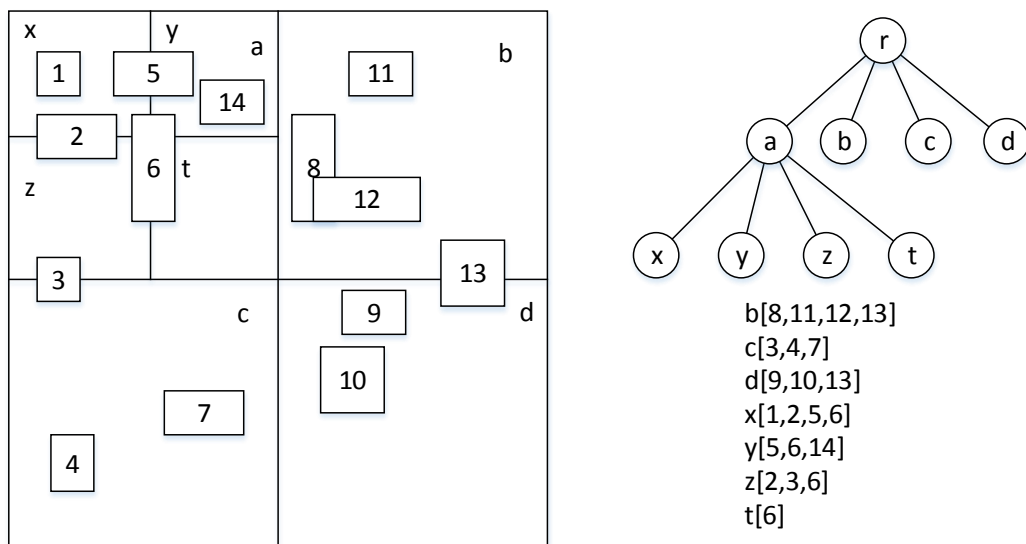 x
y
a
b
1
5
11
14
2
6
t
8
12
z
3
13
c
9
d
10
7
4
r
a
b
c
d
x
y
z
t
b[8,11,12,13]
c[3,4,7]
d[9,10,13]
x[1,2,5,6]
y[5,6,14]
z[2,3,6]
t[6]